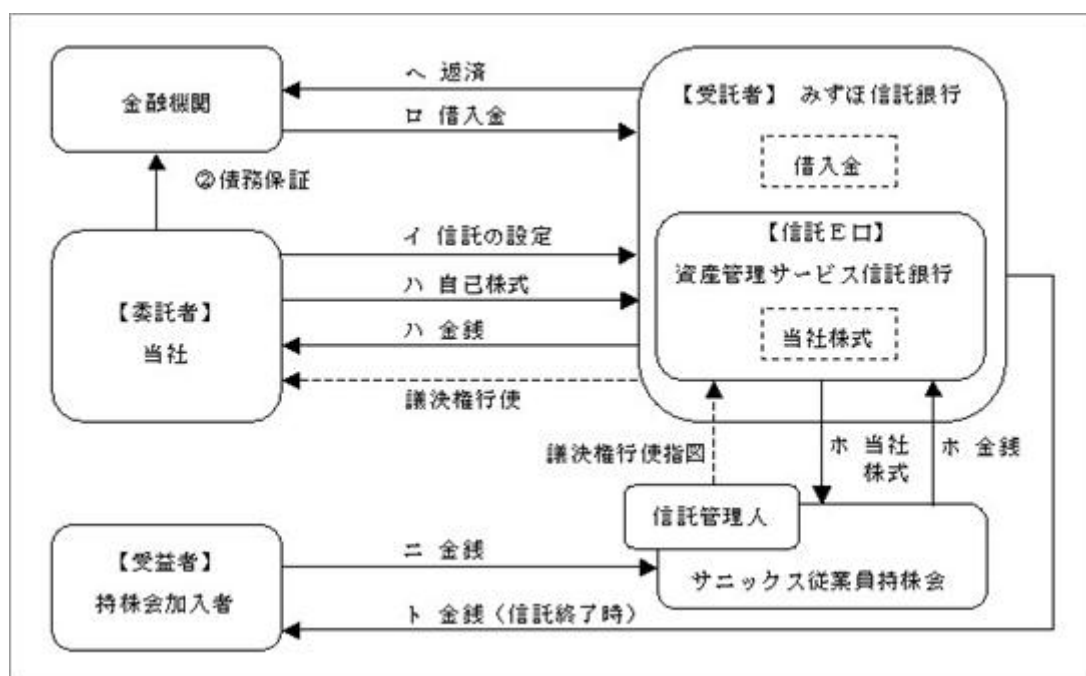 金融機関
ヘ 返済
ロ 借入金
【受託者】 みずほ信託銀行
借入金
②債務保証
【信託E口】
資産管理サービス信託銀行
当社株式
イ 信託の設定
ハ 自己株式
ハ 金銭
【委託者】
当社
議決権行使
議決権行使指図
ホ 当社
株式
ホ 金銭
信託管理人
サニックス従業員持株会
【受益者】
持株会加入者
ニ 金銭
ト 金銭(信託終了時)